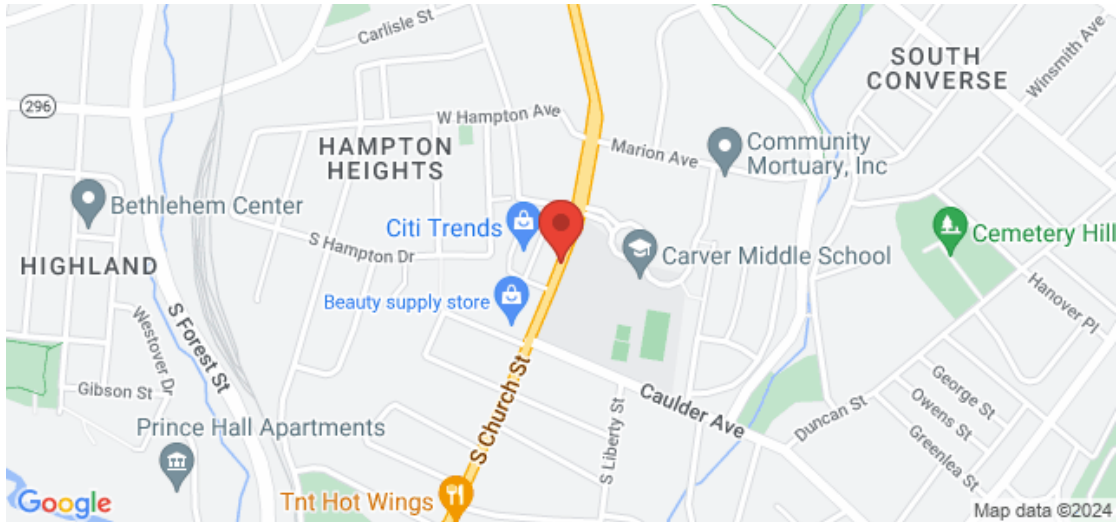 Carlisle St
SOUTH
CONVERSE
Winsmith Ave
296
W Hampton Ave
HAMPTON
HEIGHTS
Marion Ave
Community
Mortuary, Inc
Bethlehem Center
Citi Trends
S Hampton Dr
Carver Middle School
Cemetery Hill
HIGHLAND
Beauty supply store
Hanover Pl
Westover Dr
S Forest St
Gibson St
S Church St
Caulder Ave
S Liberty St
Duncan St
George St
Owens St
Greenlea St
Prince Hall Apartments
Tnt Hot Wings
Google
Map data ©2024